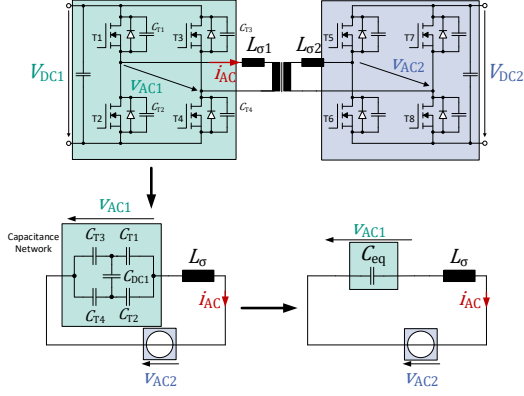 T1 C_T1 T3 C_T3 L_σ1 L_σ2 T5 T7
i_AC
V_DC1 v_AC1 v_AC2 V_DC2
T2 C_T2 T4 C_T4 T6 T8
v_AC1
Capacitance
Network
C_T3 C_T1 L_σ
C_DC1
i_AC
C_T4 C_T2
v_AC2
v_AC1
C_eq L_σ
i_AC
v_AC2